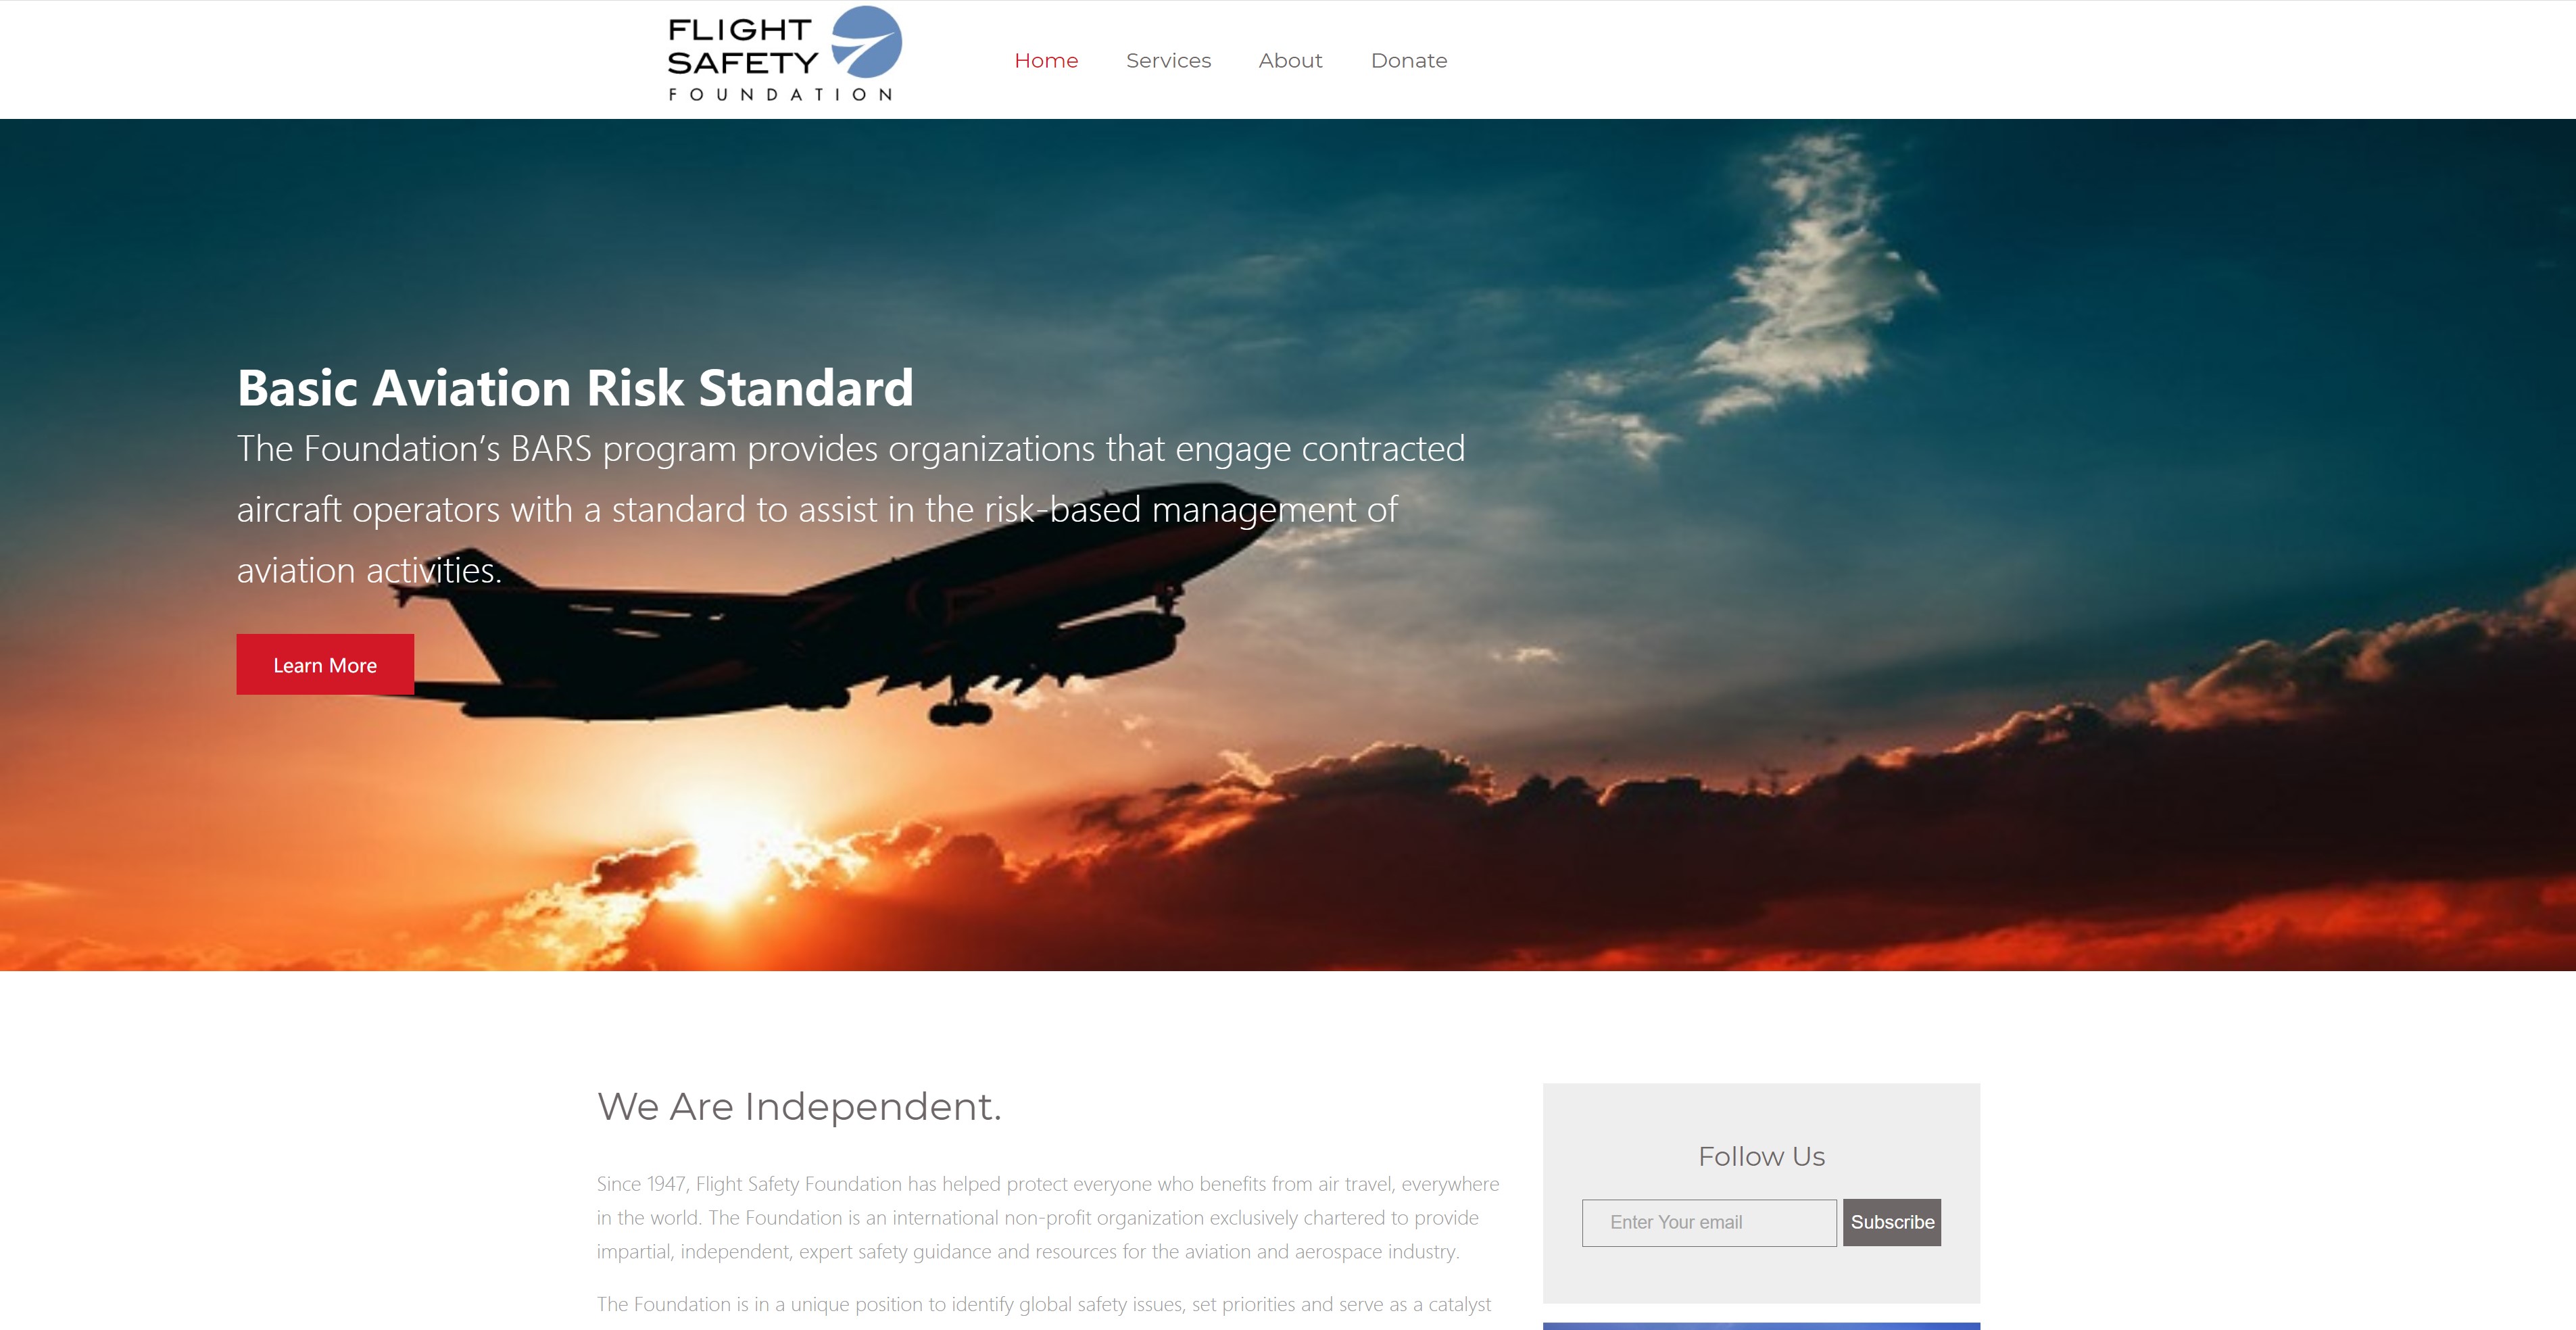 FLIGHT
SAFETY
FOUNDATION
Home Services About Donate
Basic Aviation Risk Standard
The Foundation’s BARS program provides organizations that engage contracted
aircraft operators with a standard to assist in the risk-based management of
aviation activities.
Learn More
We Are Independent.
Since 1947, Flight Safety Foundation has helped protect everyone who benefits from air travel, everywhere
in the world. The Foundation is an international non-profit organization exclusively chartered to provide
impartial, independent, expert safety guidance and resources for the aviation and aerospace industry.
The Foundation is in a unique position to identify global safety issues, set priorities and serve as a catalyst
Follow Us
Enter Your email
Subscribe